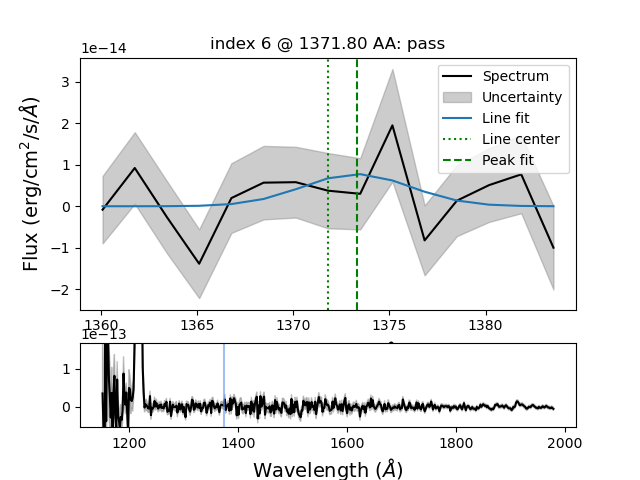 index 6 @ 1371.80 AA: pass
1e−14
Flux (erg/cm²/s/Å)
3
2
1
0
−1
−2
Spectrum
Uncertainty
Line fit
Line center
Peak fit
1360
1365
1370
1375
1380
1e−13
1
0
1200
1400
1600
1800
2000
Wavelength (Å)